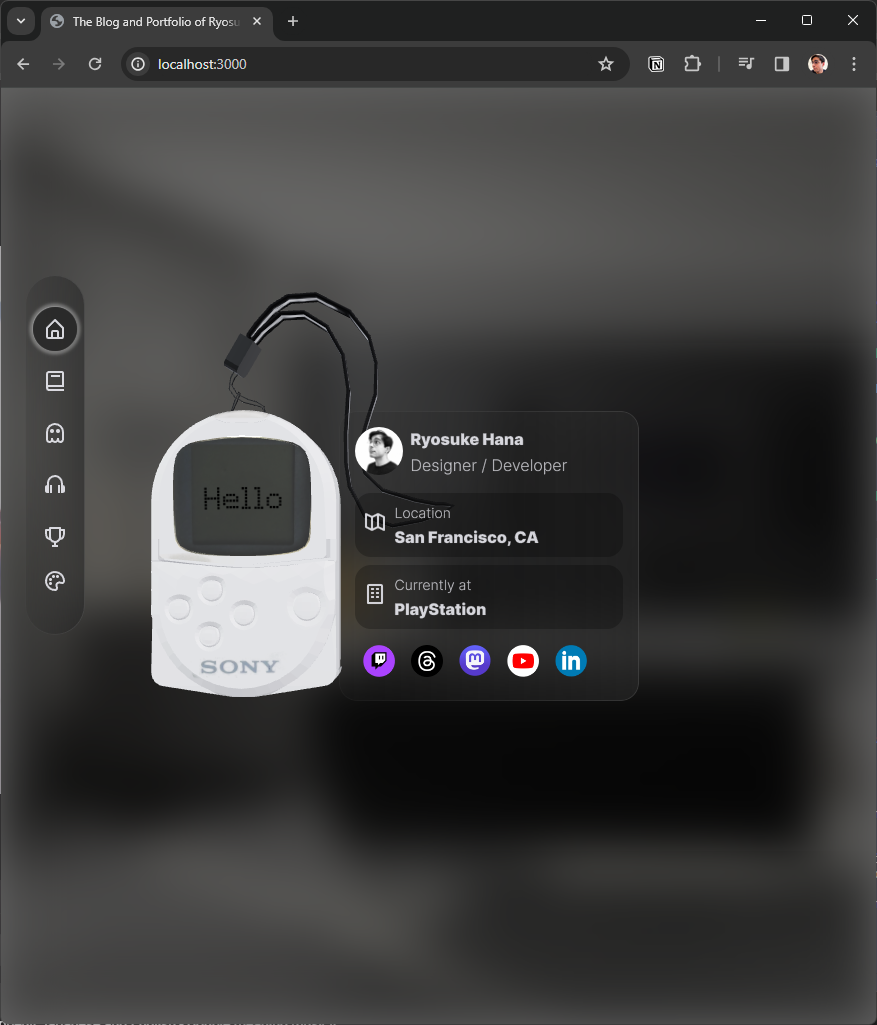 The Blog and Portfolio of Ryosu
localhost:3000
Hello
SONY
Ryosuke Hana
Designer / Developer
Location
San Francisco, CA
Currently at
PlayStation
in